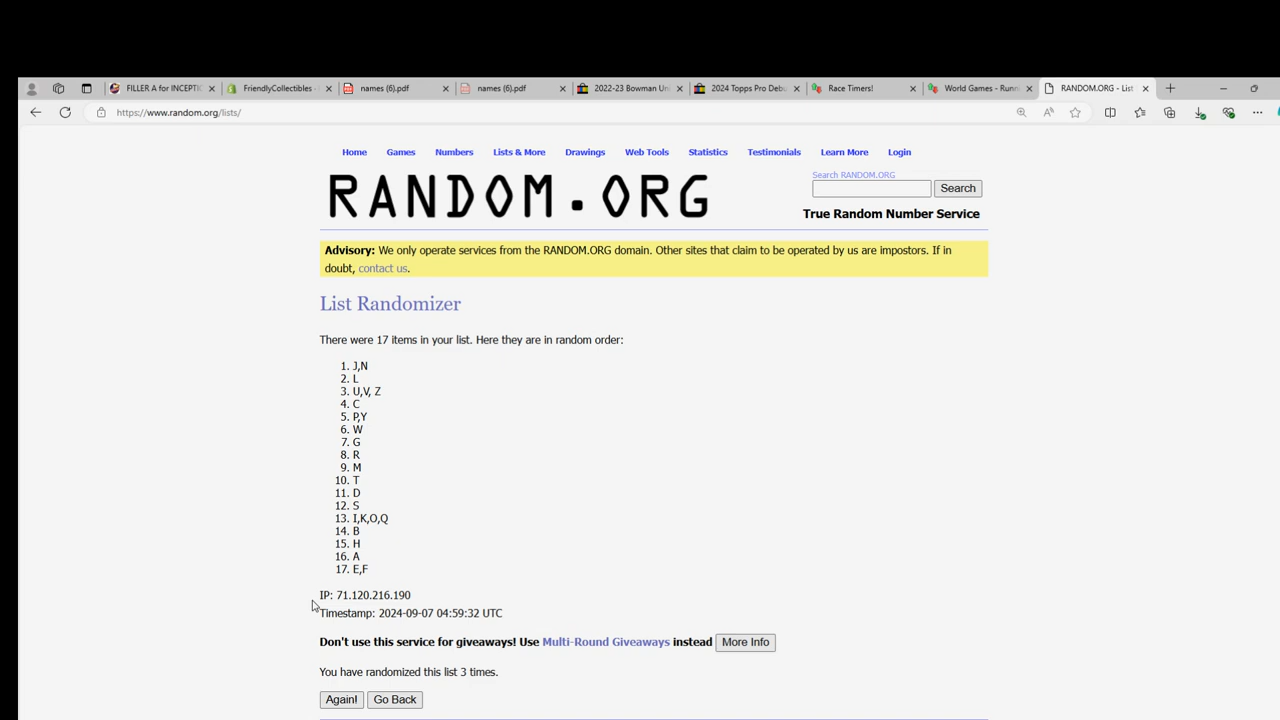 FILLER A for INCEPTIC
FriendlyCollectibles -
names (6).pdf
names (6).pdf
2022-23 Bowman Uni
2024 Topps Pro Debu
Race Timers!
World Games - Runn
RANDOM.ORG - List
https://www.random.org/lists/
Home Games Numbers Lists & More Drawings Web Tools Statistics Testimonials Learn More Login
RANDOM.ORG
Search RANDOM.ORG
Search
True Random Number Service
Advisory: We only operate services from the RANDOM.ORG domain. Other sites that claim to be operated by us are impostors. If in
doubt, contact us.
List Randomizer
There were 17 items in your list. Here they are in random order:
1. J,N
2. L
3. U,V, Z
4. C
5. P,Y
6. W
7. G
8. R
9. M
10. T
11. D
12. S
13. I,K,O,Q
14. B
15. H
16. A
17. E,F
IP: 71.120.216.190
Timestamp: 2024-09-07 04:59:32 UTC
Don't use this service for giveaways! Use Multi-Round Giveaways instead More Info
You have randomized this list 3 times.
Again! Go Back